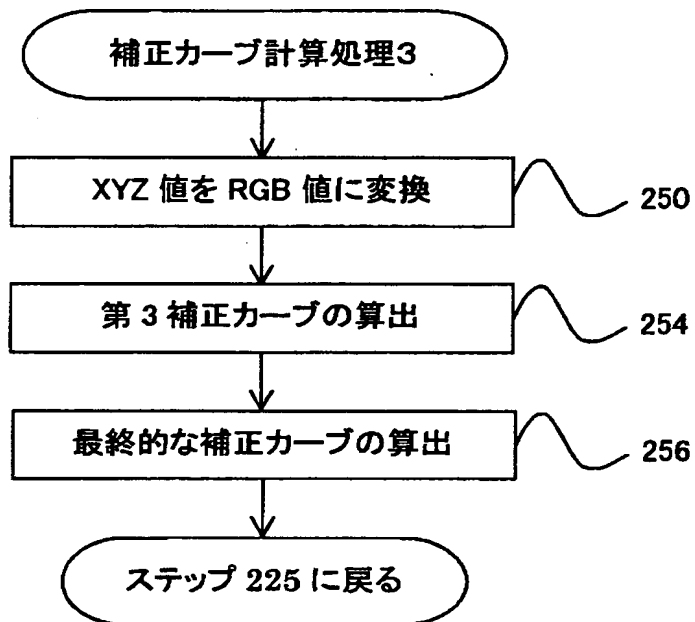 補正カーブ計算処理3
XYZ 値を RGB 値に変換
250
第 3 補正カーブの算出
254
最終的な補正カーブの算出
256
ステップ 225 に戻る